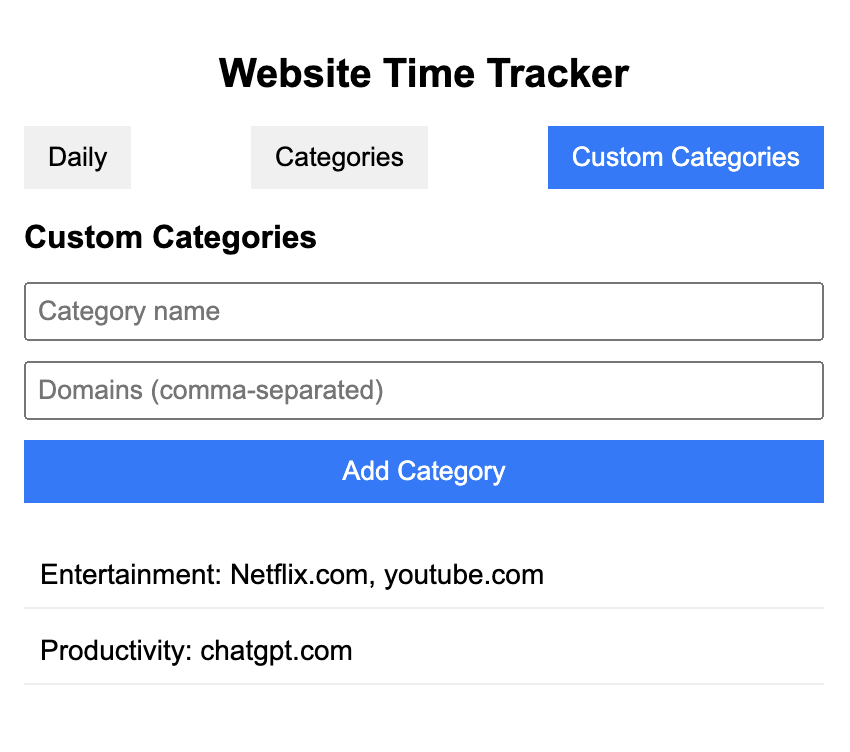 Website Time Tracker
Daily Categories Custom Categories
Custom Categories
Category name
Domains (comma-separated)
Add Category
Entertainment: Netflix.com, youtube.com
Productivity: chatgpt.com